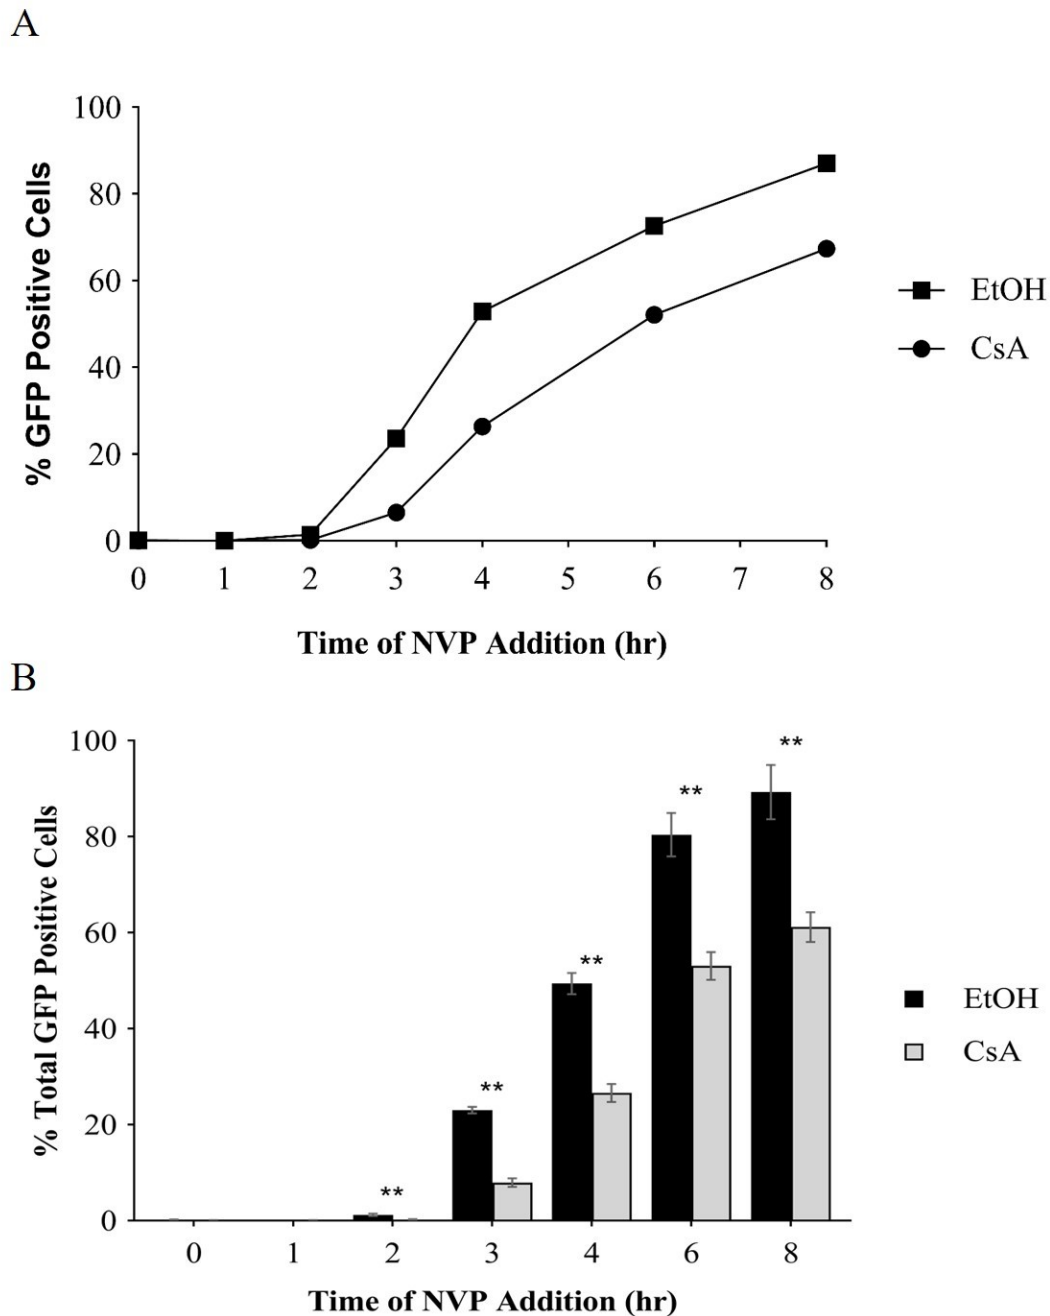 A
100
80
60
40
20
0
% GFP Positive Cells
0 1 2 3 4 5 6 7 8
Time of NVP Addition (hr)
EtOH
CsA
B
100
80
60
40
20
0
% Total GFP Positive Cells
**
**
**
**
**
0 1 2 3 4 6 8
Time of NVP Addition (hr)
EtOH
CsA